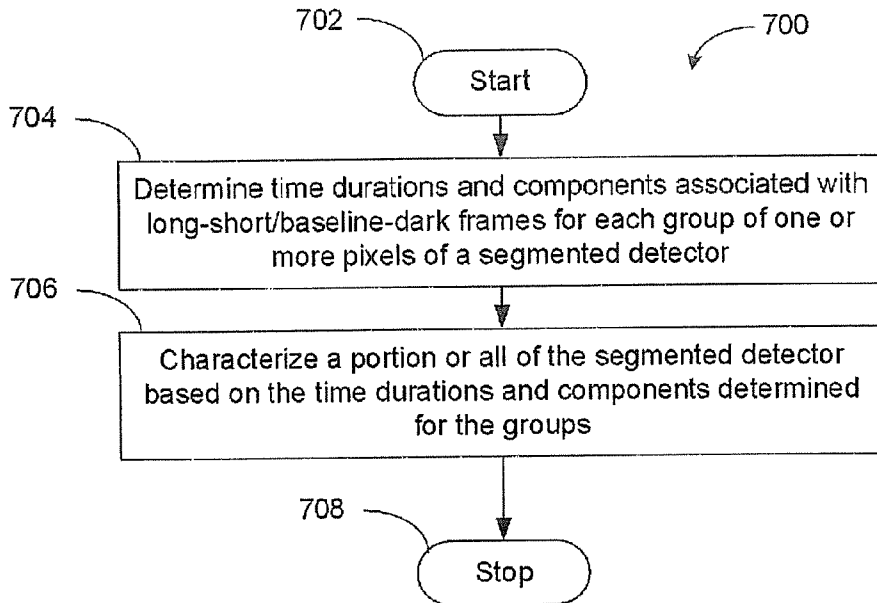 702
700
Start
704
Determine time durations and components associated with
long-short/baseline-dark frames for each group of one or
more pixels of a segmented detector
706
Characterize a portion or all of the segmented detector
based on the time durations and components determined
for the groups
708
Stop